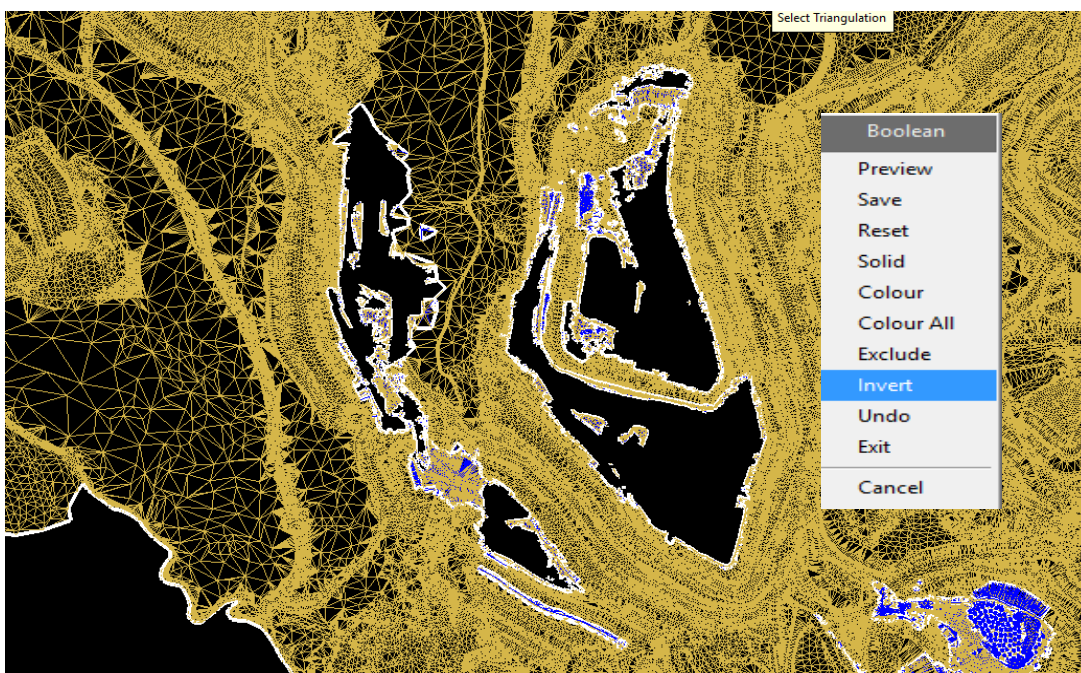 Select Triangulation
Boolean
Preview
Save
Reset
Solid
Colour
Colour All
Exclude
Invert
Undo
Exit
Cancel